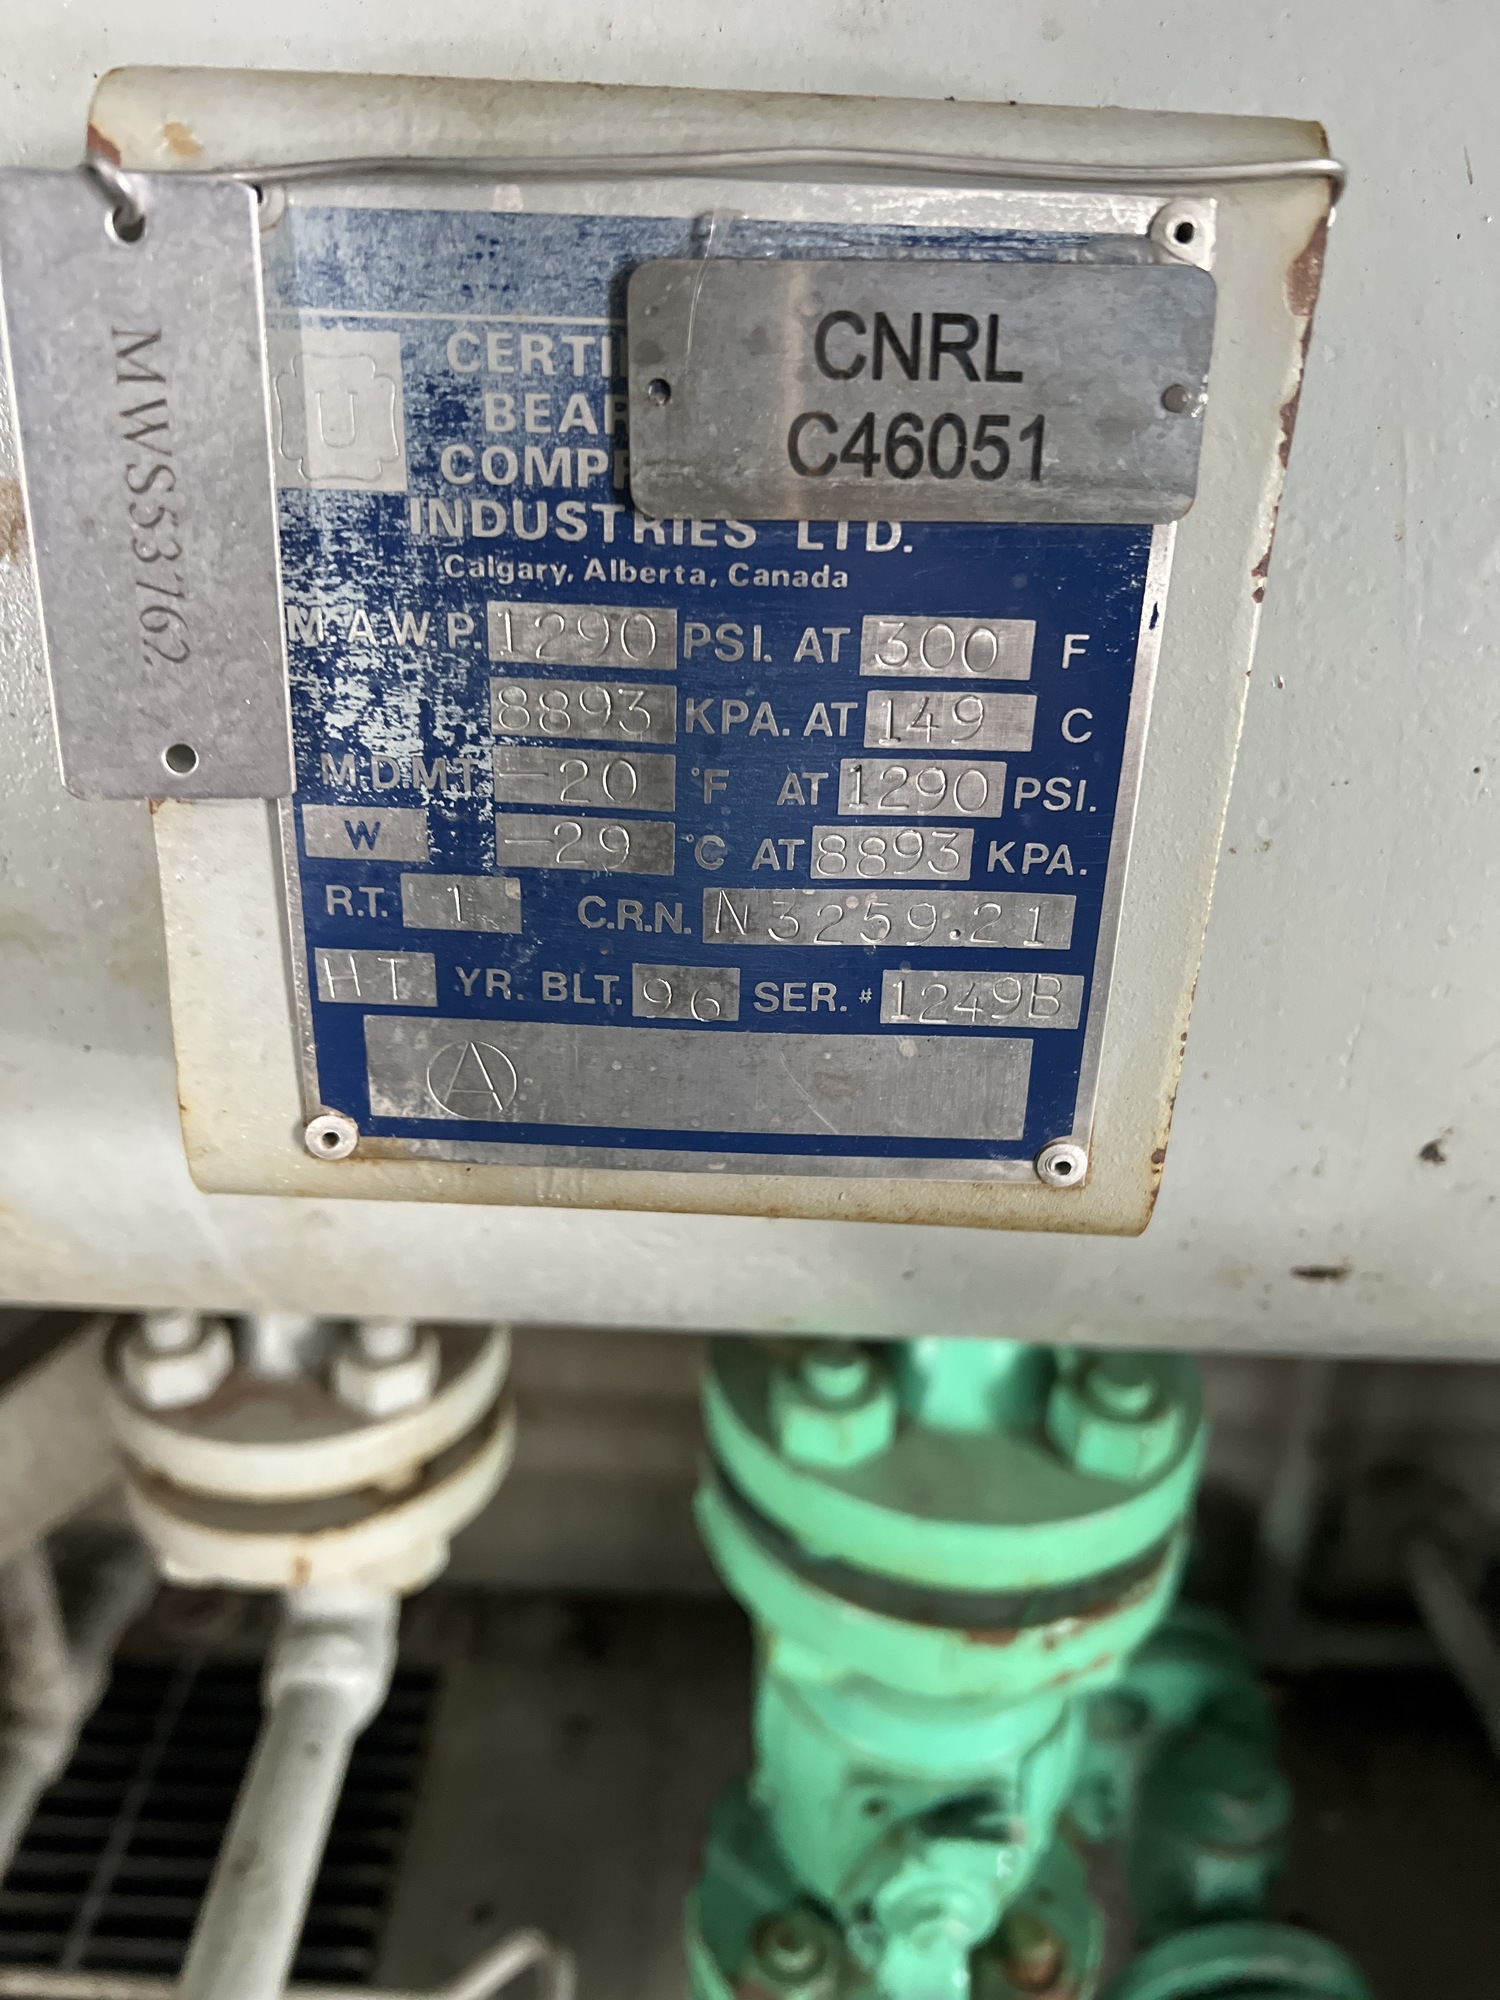 MWS53762.
CNRL
C46051
U
CERTI
BEAR
COMPR
INDUSTRIES LTD.
Calgary, Alberta, Canada
M.A.W.P. 1290 PSI. AT 300 F
8893 KPA. AT 149 C
M.D.M.T. -20 °F AT 1290 PSI.
W -29 °C AT 8893 KPA.
R.T. 1 C.R.N. N3259.21
HT. YR. BLT. 96 SER. # 1249B
A